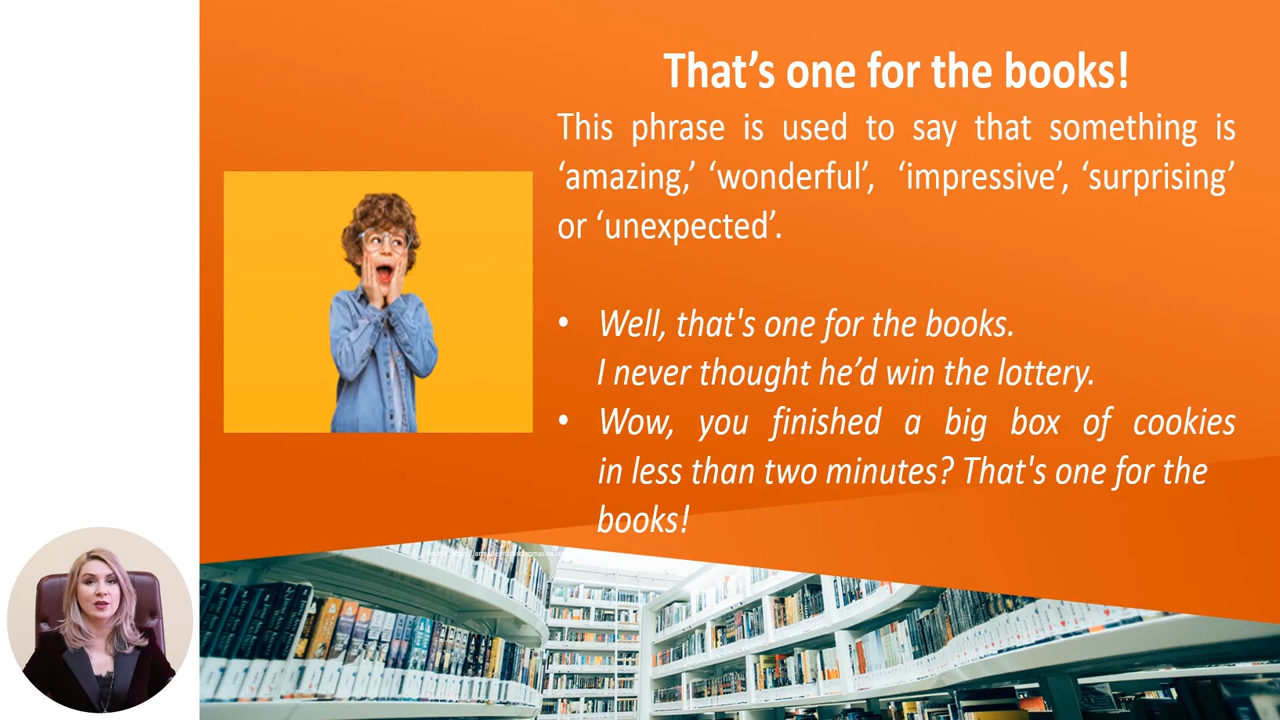 That’s one for the books!
This phrase is used to say that something is
‘amazing,’ ‘wonderful’, ‘impressive’, ‘surprising’
or ‘unexpected’.
• Well, that's one for the books.
I never thought he’d win the lottery.
• Wow, you finished a big box of cookies
in less than two minutes? That's one for the
books!